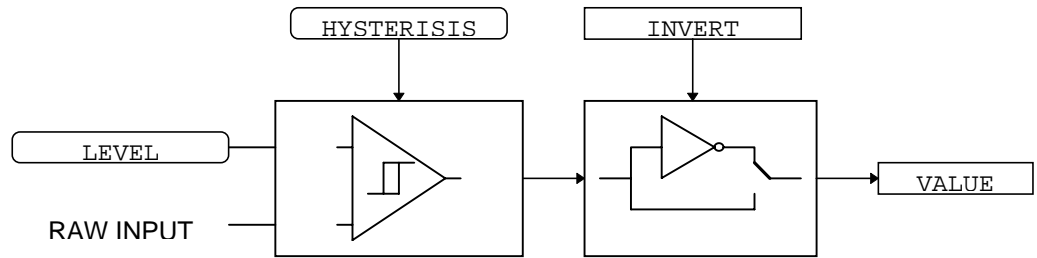 HYSTERISIS
INVERT
LEVEL
RAW INPUT
VALUE